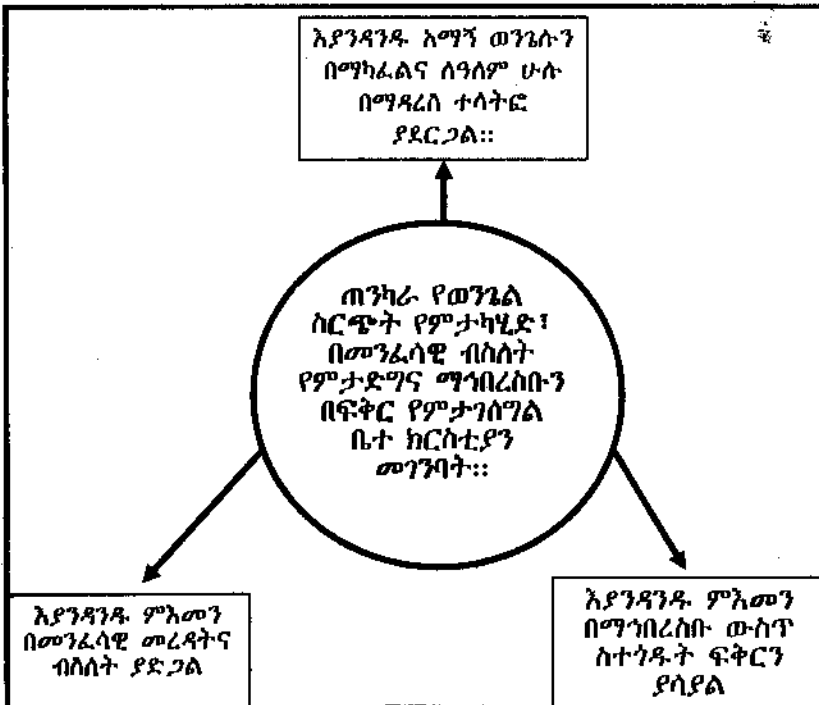 እያንዳንዱ አማኝ ወንጌሉን
በማካፈልና ለዓለም ሁሉ
በማዳረስ ተሳትፎ
ያደርጋል።
ጠንካራ የወንጌል
ስርጭት የምታካሂድ፣
በመንፈሳዊ ብስለት
የምታድግና ማኅበረሰቡን
በፍቅር የምታገለግል
ቤተ ክርስቲያን
መገንባት።
እያንዳንዱ ምእመን
በመንፈሳዊ መረዳትና
ብስለት ያድጋል
እያንዳንዱ ምእመን
በማኅበረሰቡ ውስጥ
ለተጎዱት ፍቅርን
ያሳያል